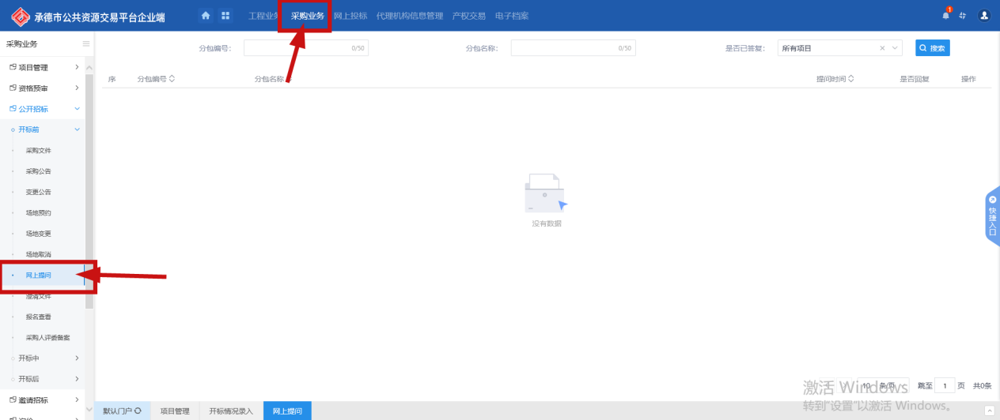 承德市公共资源交易平台企业端
工程业务 采购业务 网上投标 代理机构信息管理 产权交易 电子档案
1
采购业务
分包编号： 0/50 分包名称： 0/50 是否已答复： 所有项目 搜索
项目管理
序 分包编号 分包名称 提问时间 是否回复 操作
资格预审
公开招标
开标前
采购文件
采购公告
变更公告
场地预约
场地变更
场地取消
网上提问
澄清文件
报名查看
采购人评委备案
开标中
开标后
邀请招标
询价
没有数据
快捷入口
10 条/页 跳至 1 页 共0条
激活 Windows
转到"设置"以激活 Windows。
默认门户 项目管理 开标情况录入 网上提问